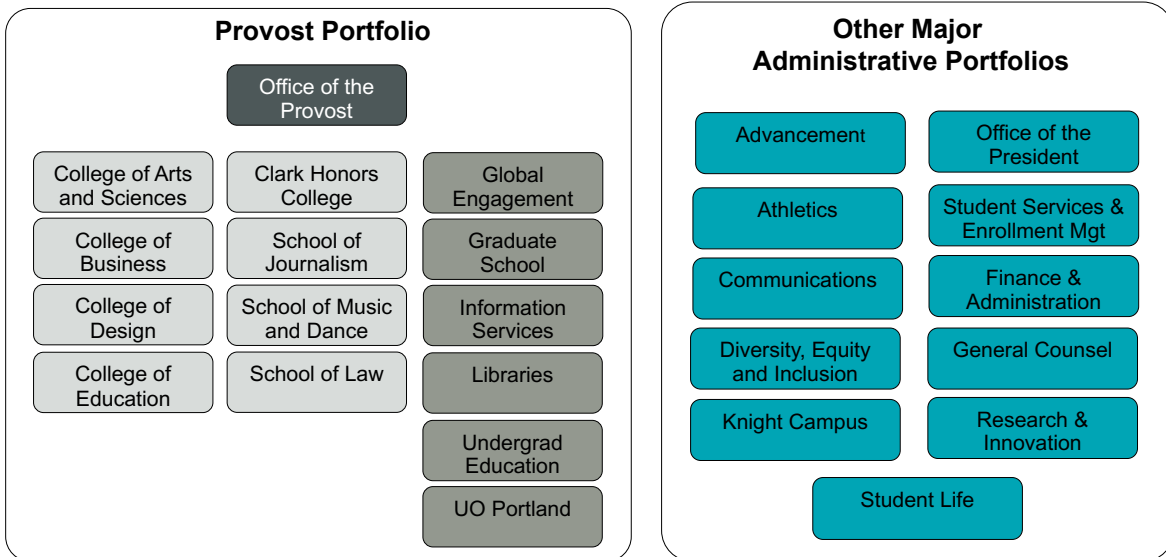 Provost Portfolio
Office of the
Provost
College of Arts
and Sciences
College of
Business
College of
Design
College of
Education
Clark Honors
College
School of
Journalism
School of Music
and Dance
School of Law
Global
Engagement
Graduate
School
Information
Services
Libraries
Undergrad
Education
UO Portland
Other Major
Administrative Portfolios
Advancement
Athletics
Communications
Diversity, Equity
and Inclusion
Knight Campus
Office of the
President
Student Services &
Enrollment Mgt
Finance &
Administration
General Counsel
Research &
Innovation
Student Life